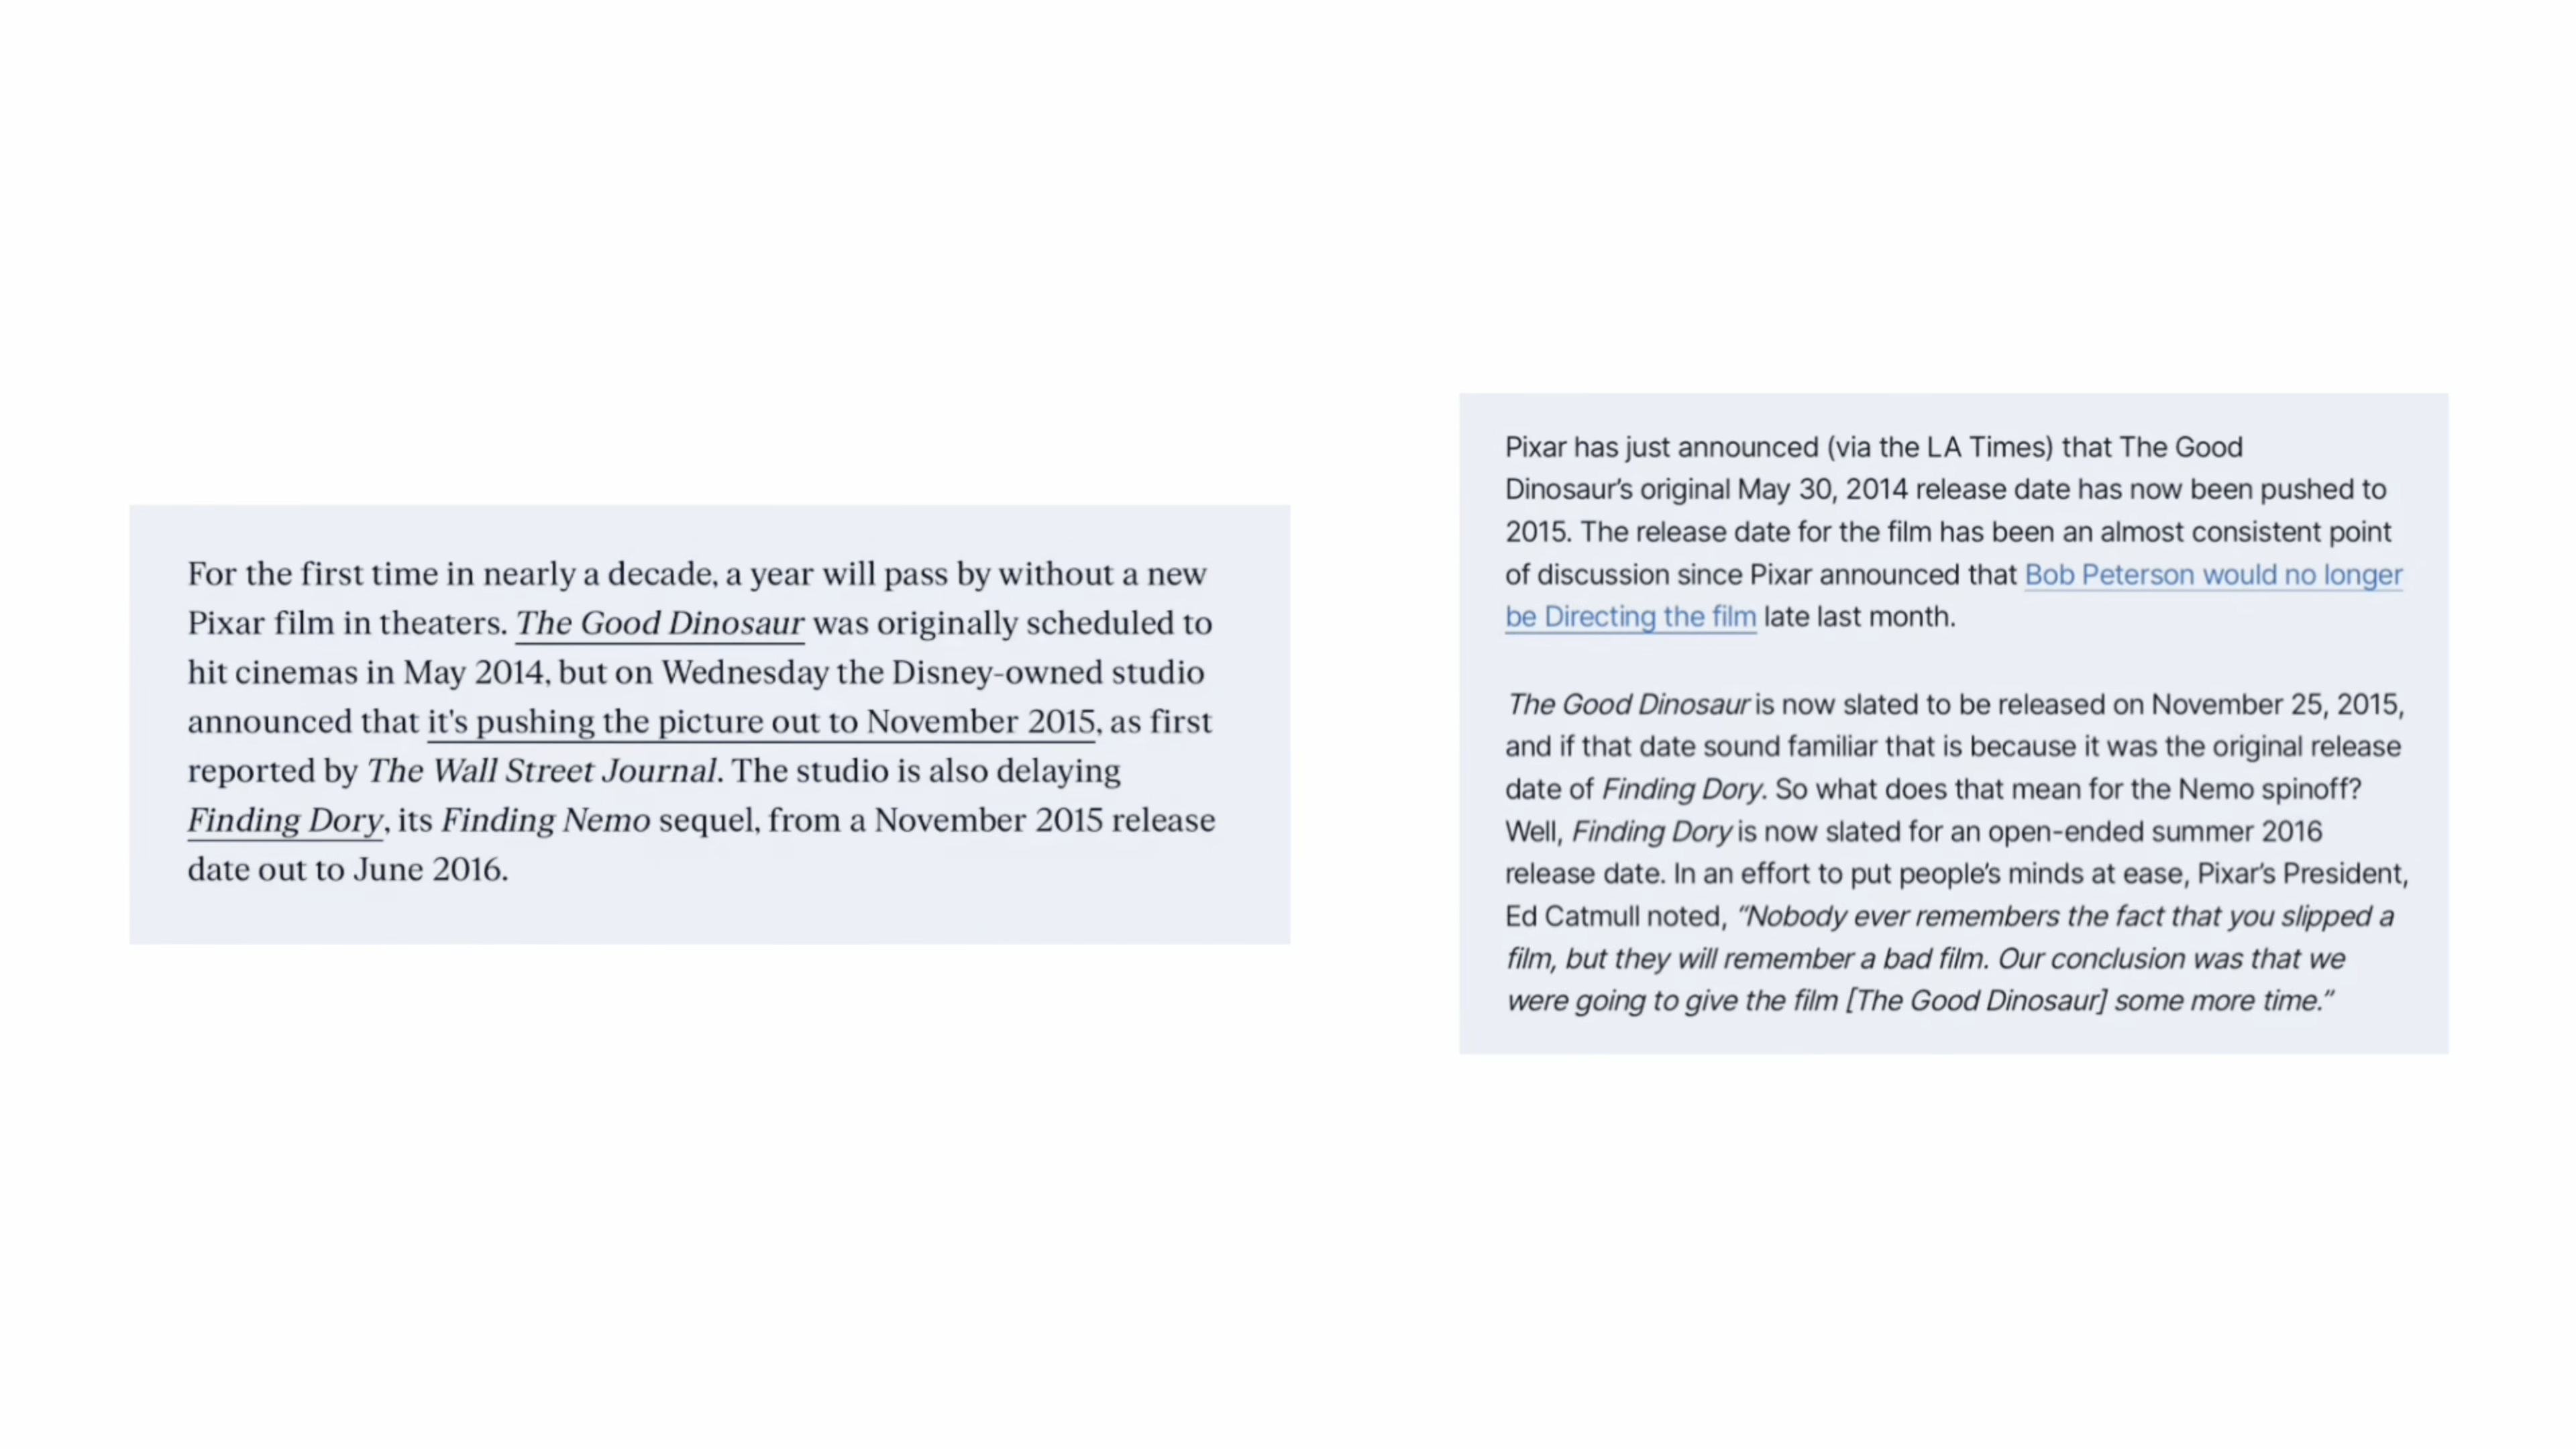 For the first time in nearly a decade, a year will pass by without a new
Pixar film in theaters. The Good Dinosaur was originally scheduled to
hit cinemas in May 2014, but on Wednesday the Disney-owned studio
announced that it's pushing the picture out to November 2015, as first
reported by The Wall Street Journal. The studio is also delaying
Finding Dory, its Finding Nemo sequel, from a November 2015 release
date out to June 2016.
Pixar has just announced (via the LA Times) that The Good
Dinosaur’s original May 30, 2014 release date has now been pushed to
2015. The release date for the film has been an almost consistent point
of discussion since Pixar announced that Bob Peterson would no longer
be Directing the film late last month.
The Good Dinosaur is now slated to be released on November 25, 2015,
and if that date sound familiar that is because it was the original release
date of Finding Dory. So what does that mean for the Nemo spinoff?
Well, Finding Dory is now slated for an open-ended summer 2016
release date. In an effort to put people’s minds at ease, Pixar’s President,
Ed Catmull noted, “Nobody ever remembers the fact that you slipped a
film, but they will remember a bad film. Our conclusion was that we
were going to give the film [The Good Dinosaur] some more time.”